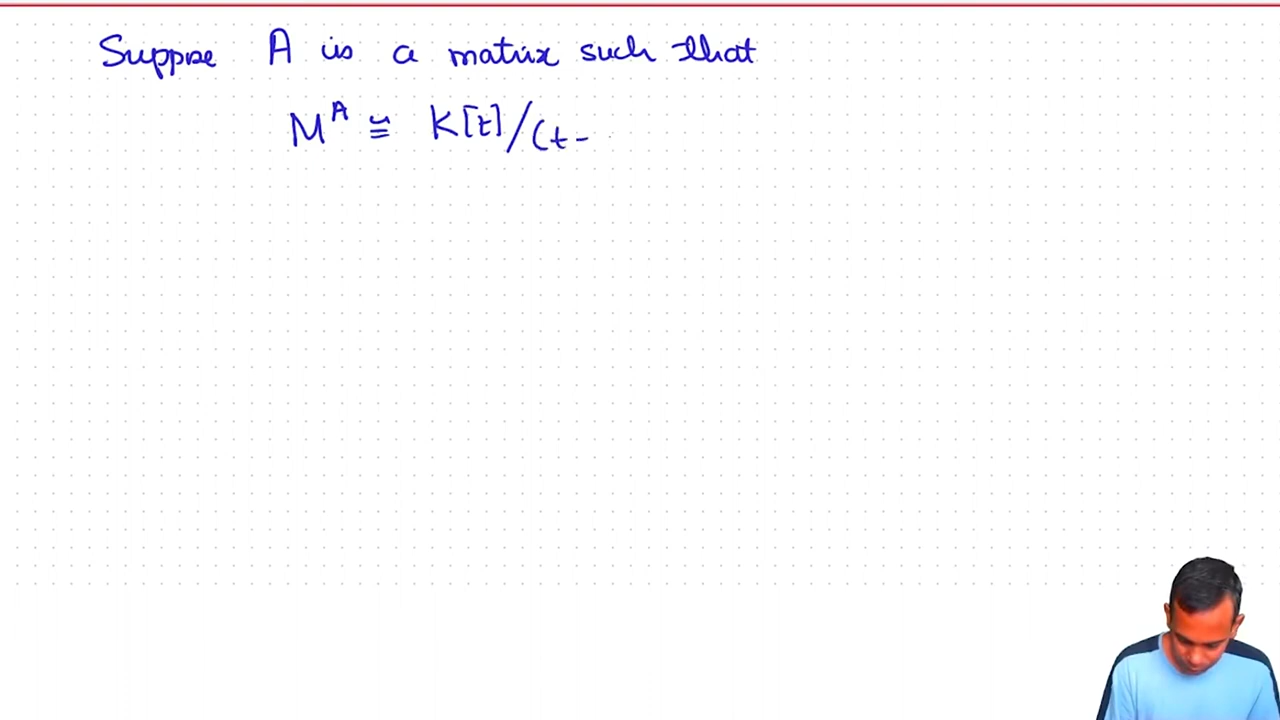 Suppose A is a matrix such that
M^A ≅ K[t]/(t-